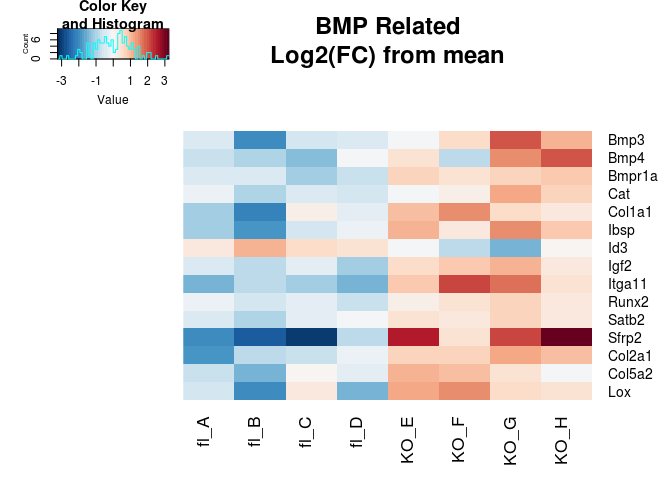 Color Key
and Histogram
Count
0 6
-3 -1 1 2 3
Value
BMP Related
Log2(FC) from mean
Bmp3
Bmp4
Bmpr1a
Cat
Col1a1
Ibsp
Id3
Igf2
Itga11
Runx2
Satb2
Sfrp2
Col2a1
Col5a2
Lox
fl_A
fl_B
fl_C
fl_D
KO_E
KO_F
KO_G
KO_H